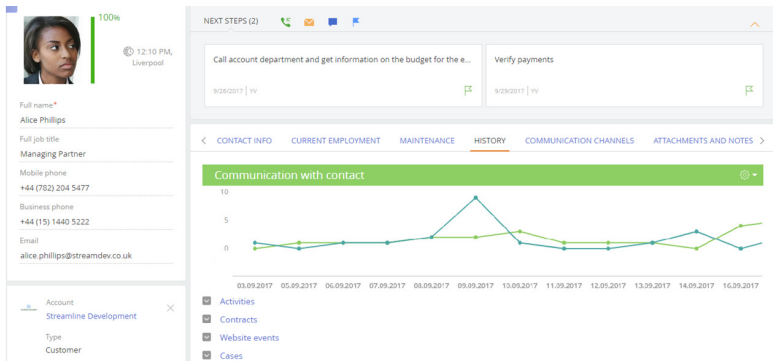 100%
12:10 PM,
Liverpool
Full name*
Alice Phillips
Full job title
Managing Partner
Mobile phone
+44 (782) 204 5477
Business phone
+44 (15) 1440 5222
Email
alice.phillips@streamdev.co.uk
Account
Streamline Development
Type
Customer
NEXT STEPS (2)
Call account department and get information on the budget for the e...
9/26/2017 | YV
Verify payments
9/29/2017 | YV
CONTACT INFO CURRENT EMPLOYMENT MAINTENANCE HISTORY COMMUNICATION CHANNELS ATTACHMENTS AND NOTES
Communication with contact
10
5
0
03.09.2017 05.09.2017 06.09.2017 07.09.2017 08.09.2017 09.09.2017 10.09.2017 11.09.2017 12.09.2017 13.09.2017 14.09.2017 16.09.2017
Activities
Contracts
Website events
Cases